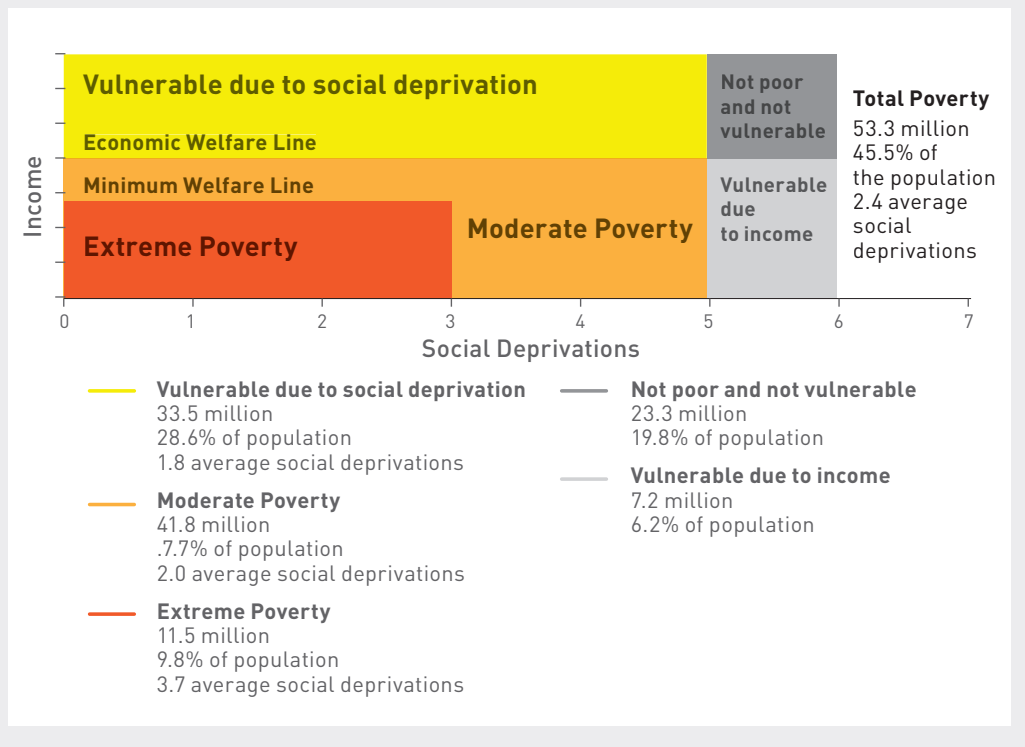 Vulnerable due to social deprivation
Economic Welfare Line
Minimum Welfare Line
Extreme Poverty
Moderate Poverty
Not poor
and not
vulnerable
Vulnerable
due
to income
Total Poverty
53.3 million
45.5% of
the population
2.4 average
social
deprivations
Income
0 1 2 3 4 5 6 7
Social Deprivations
Vulnerable due to social deprivation
33.5 million
28.6% of population
1.8 average social deprivations
Moderate Poverty
41.8 million
.7.7% of population
2.0 average social deprivations
Extreme Poverty
11.5 million
9.8% of population
3.7 average social deprivations
Not poor and not vulnerable
23.3 million
19.8% of population
Vulnerable due to income
7.2 million
6.2% of population